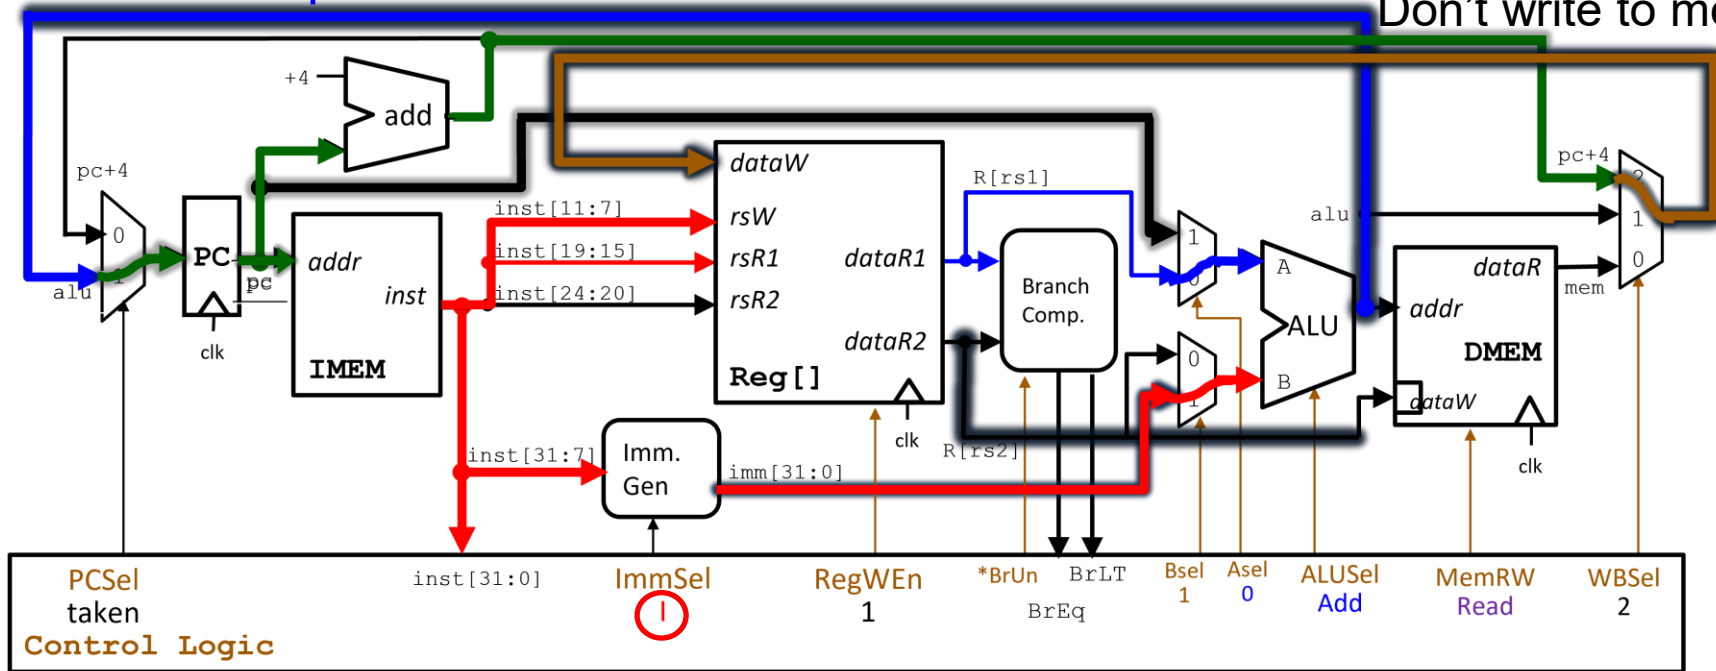 Don't write to me
+4
add
pc+4
dataW
R[rs1]
pc+4
2
inst[11:7]
rsW
0
1
alu
1
PC
addr
inst[19:15]
rsR1
dataR1
A
dataR
0
1
pc
alu
inst
inst[24:20]
rsR2
Branch
Comp.
0
ALU
addr
mem
clk
IMEM
dataR2
0
DMEM
Reg[]
B
1
dataW
clk
R[rs2]
clk
inst[31:7]
Imm.
Gen
imm[31:0]
PCSel
inst[31:0]
ImmSel
RegWEn
*BrUn
BrLT
Bsel
Asel
ALUSel
MemRW
WBSel
taken
I
1
BrEq
1
0
Add
Read
2
Control Logic